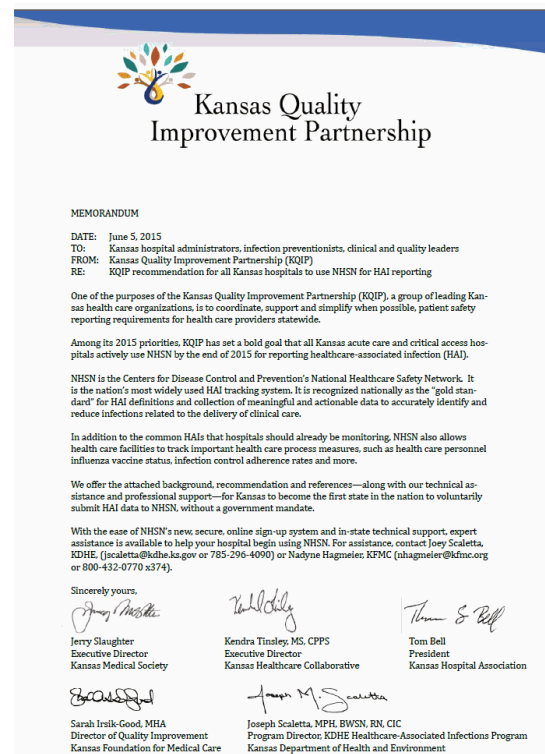 Kansas Quality
Improvement Partnership
MEMORANDUM
DATE: June 5, 2015
TO: Kansas hospital administrators, infection preventionists, clinical and quality leaders
FROM: Kansas Quality Improvement Partnership (KQIP)
RE: KQIP recommendation for all Kansas hospitals to use NHSN for HAI reporting
One of the purposes of the Kansas Quality Improvement Partnership (KQIP), a group of leading Kan-
sas health care organizations, is to coordinate, support and simplify when possible, patient safety
reporting requirements for health care providers statewide.
Among its 2015 priorities, KQIP has set a bold goal that all Kansas acute care and critical access hos-
pitals actively use NHSN by the end of 2015 for reporting healthcare-associated infection (HAI).
NHSN is the Centers for Disease Control and Prevention's National Healthcare Safety Network. It
is the nation's most widely used HAI tracking system. It is recognized nationally as the "gold stan-
dard" for HAI definitions and collection of meaningful and actionable data to accurately identify and
reduce infections related to the delivery of clinical care.
In addition to the common HAIs that hospitals should already be monitoring, NHSN also allows
health care facilities to track important health care process measures, such as health care personnel
influenza vaccine status, infection control adherence rates and more.
We offer the attached background, recommendation and references—along with our technical as-
sistance and professional support—for Kansas to become the first state in the nation to voluntarily
submit HAI data to NHSN, without a government mandate.
With the ease of NHSN's new, secure, online sign-up system and in-state technical support, expert
assistance is available to help your hospital begin using NHSN. For assistance, contact Joey Scaletta,
KDHE, (jscaletta@kdhe.ks.gov or 785-296-4090) or Nadyne Hagmeier, KFMC (nhagmeier@kfmc.org
or 800-432-0770 x374).
Sincerely yours,
Thomas S Bell
Jerry Slaughter Kendra Tinsley, MS, CPPS Tom Bell
Executive Director Executive Director President
Kansas Medical Society Kansas Healthcare Collaborative Kansas Hospital Association
Joseph M. Scaletta
Sarah Irsik-Good, MHA Joseph Scaletta, MPH, BWSN, RN, CIC
Director of Quality Improvement Program Director, KDHE Healthcare-Associated Infections Program
Kansas Foundation for Medical Care Kansas Department of Health and Environment